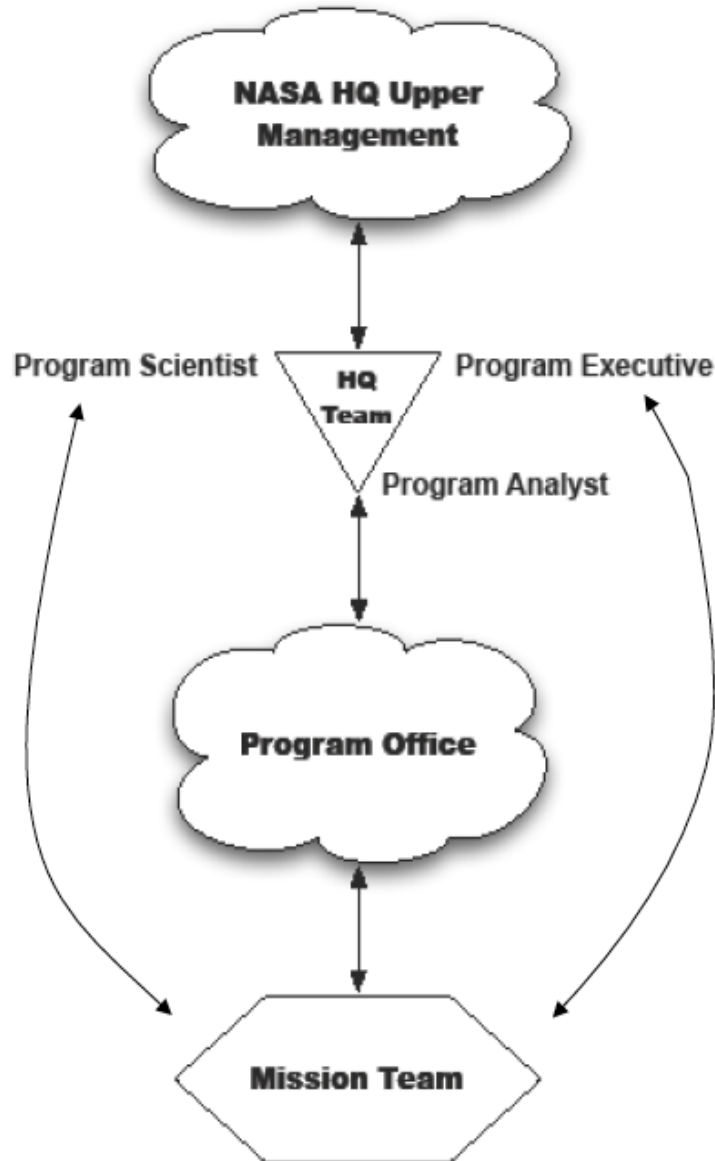 NASA HQ Upper
Management
Program Scientist
HQ
Team
Program Executive
Program Analyst
Program Office
Mission Team